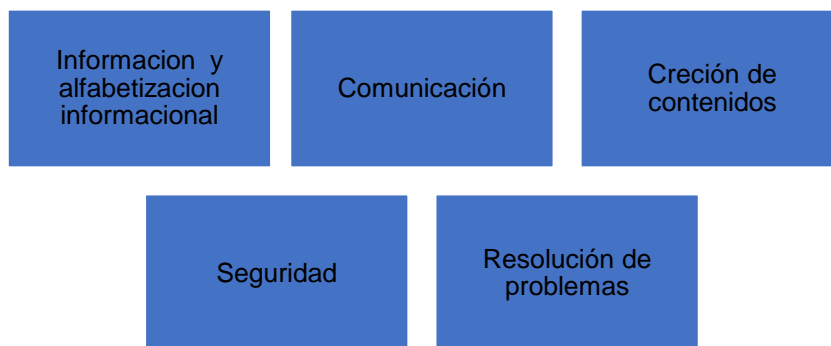 Informacion y
alfabetizacion
informacional
Comunicación
Creción de
contenidos
Seguridad
Resolución de
problemas